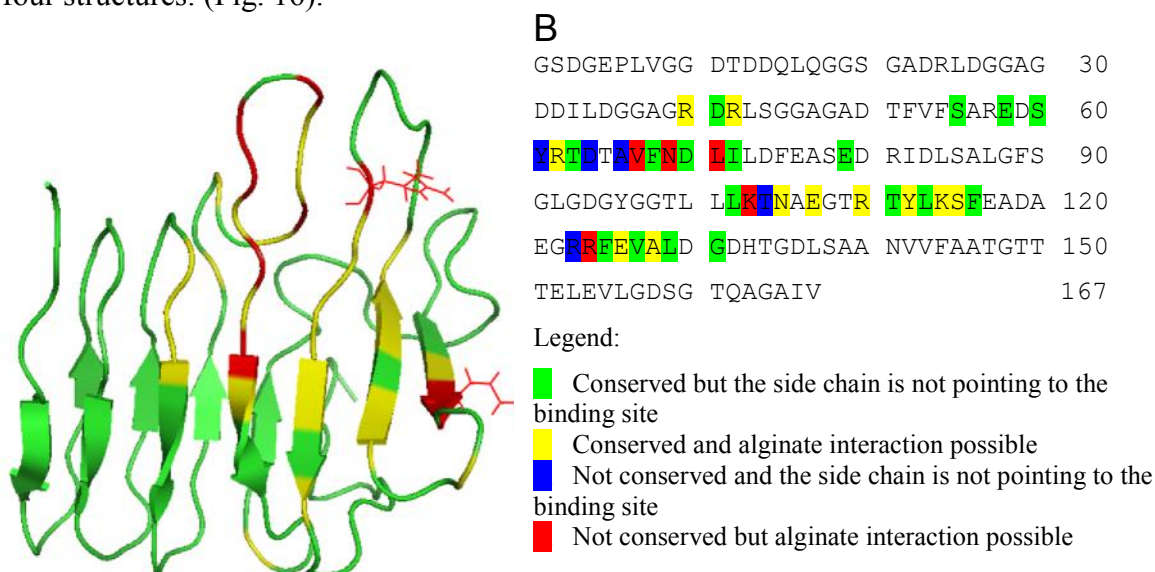 four structures. (Fig. 16).
B
GSDGEPLVGG DTDDQLQGGS GADRLDGGAG 30
DDILDGGAGR DRLSGGAGAD TFVFSAREDS 60
YRTDTAVFND LILDFEASED RIDLSALGFS 90
GLGDGYGGTL LLKTNAEGTR TYLKSFEADA 120
EGRRFEVALD GDHTGDLSAA NVVFAATGTT 150
TELEVLGDSG TQAGAIV 167
Legend:
Conserved but the side chain is not pointing to the
binding site
Conserved and alginate interaction possible
Not conserved and the side chain is not pointing to the
binding site
Not conserved but alginate interaction possible